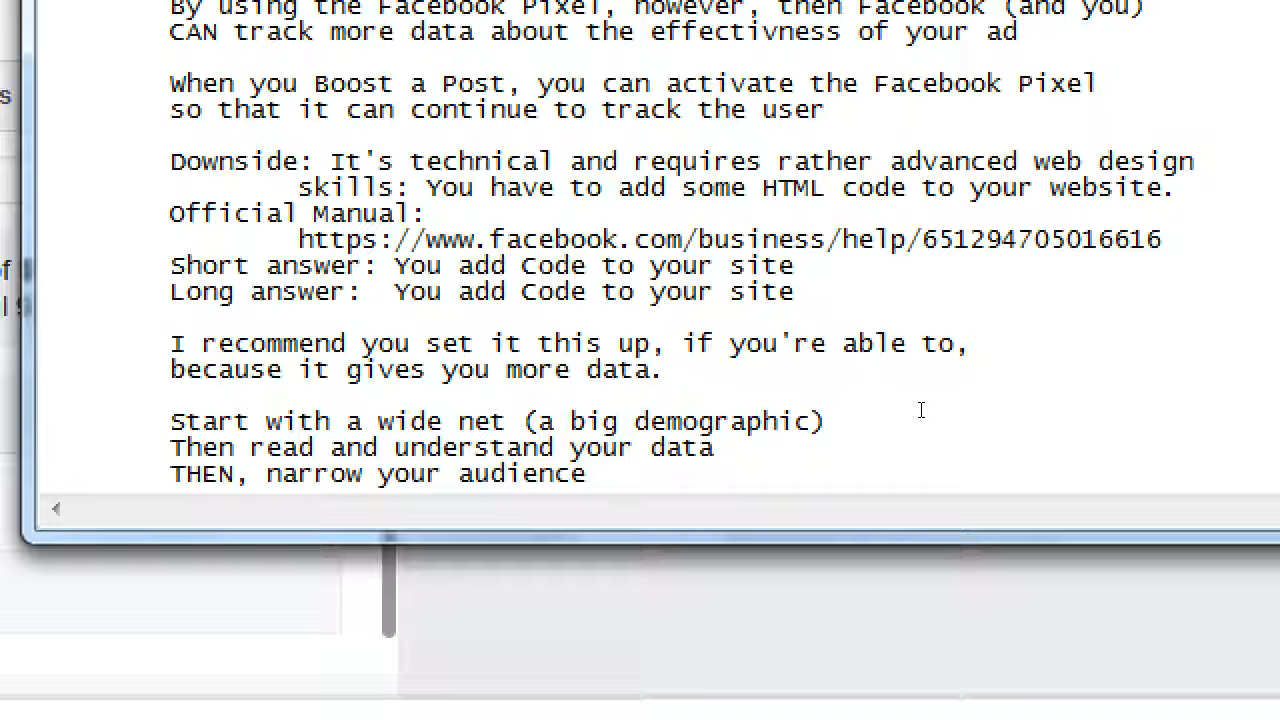 By using the Facebook Pixel, however, then Facebook (and you)
CAN track more data about the effectivness of your ad
When you Boost a Post, you can activate the Facebook Pixel
so that it can continue to track the user
Downside: It's technical and requires rather advanced web design
skills: You have to add some HTML code to your website.
Official Manual:
https://www.facebook.com/business/help/651294705016616
Short answer: You add Code to your site
Long answer:  You add Code to your site
I recommend you set it this up, if you're able to,
because it gives you more data.
Start with a wide net (a big demographic)
Then read and understand your data
THEN, narrow your audience